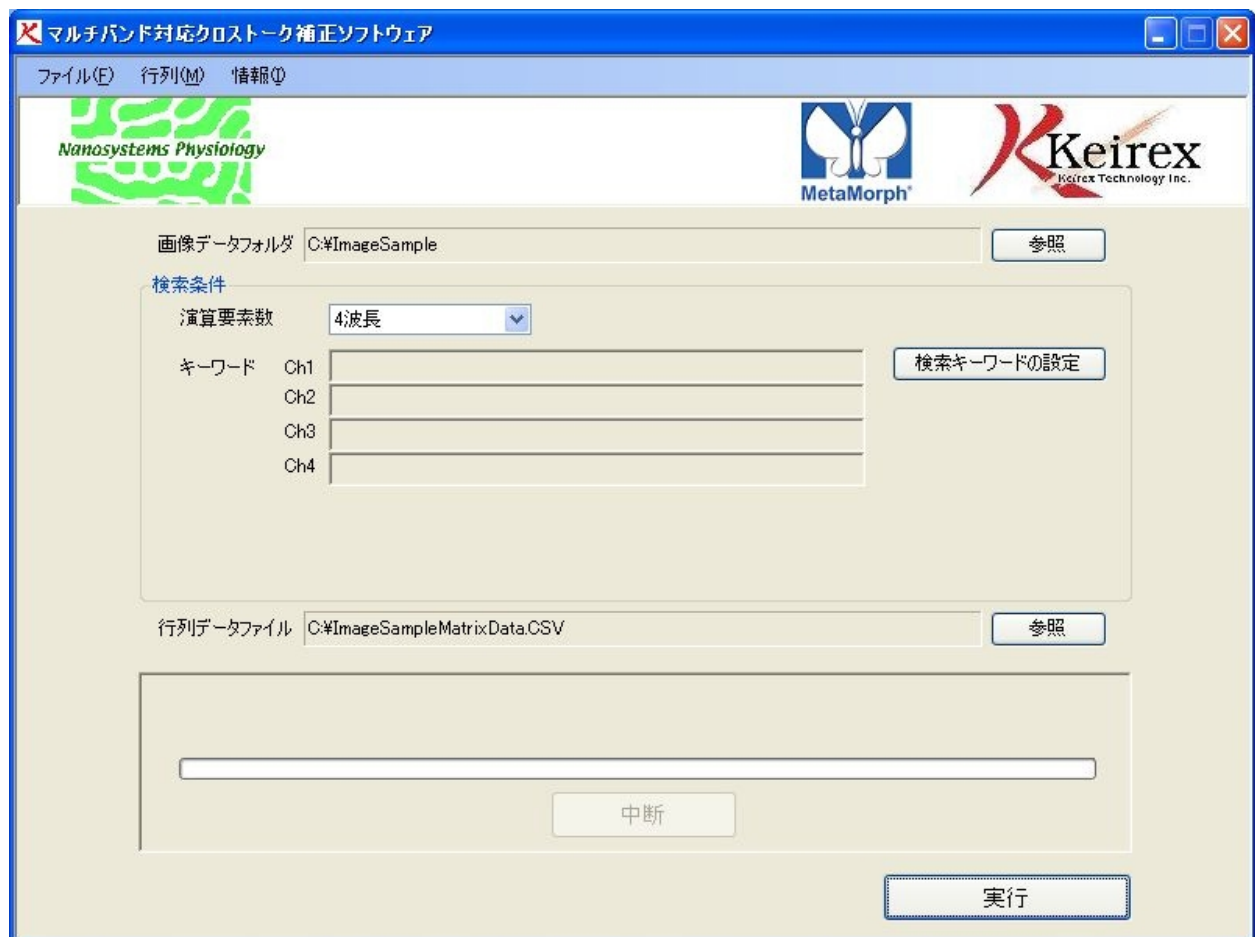 マルチバンド対応クロストーク補正ソフトウェア
ファイル(F) 行列(M) 情報(I)
Nanosystems Physiology
MetaMorph®
Keirex
Keirex Technology Inc.
画像データフォルダ C:¥ImageSample 参照
検索条件
演算要素数 4波長
キーワード Ch1 検索キーワードの設定
Ch2
Ch3
Ch4
行列データファイル C:¥ImageSampleMatrixData.CSV 参照
中断
実行